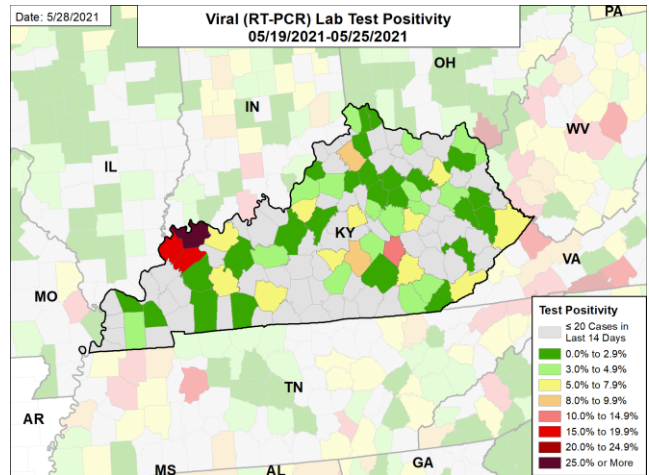 Date: 5/28/2021
Viral (RT-PCR) Lab Test Positivity
05/19/2021-05/25/2021
PA
OH
IN
WV
IL
KY
VA
MO
TN
AR
MS
AL
GA
Test Positivity
≤ 20 Cases in
Last 14 Days
0.0% to 2.9%
3.0% to 4.9%
5.0% to 7.9%
8.0% to 9.9%
10.0% to 14.9%
15.0% to 19.9%
20.0% to 24.9%
25.0% or More